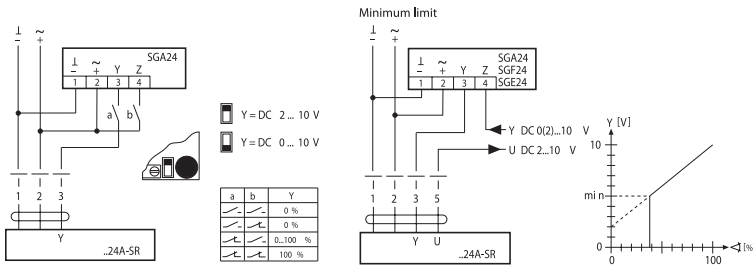 ⊥ ~
- +
SGA24
⊥ ~
- + Y Z
1 2 3 4
a b
1 2 3
Y
..24A-SR
Y = DC 2 ... 10 V
Y = DC 0 ... 10 V
a b Y
0 %
0 %
0...100 %
100 %
Minimum limit
⊥ ~
- +
SGA24
SGF24
SGE24
⊥ ~
- + Y Z
1 2 3 4
Y DC 0(2)...10 V
U DC 2...10 V
1 2 3 5
Y U
..24A-SR
Y [V]
10
min
0
0 100
[%